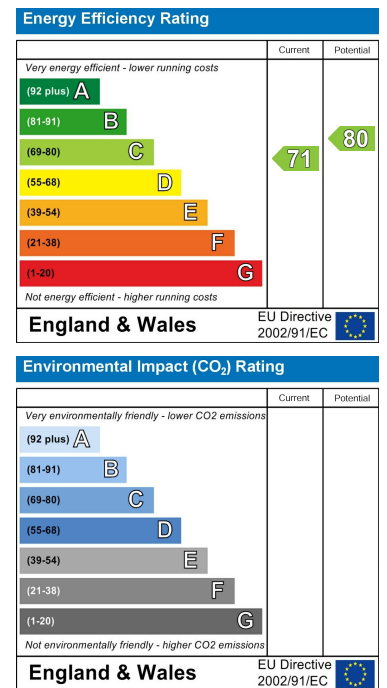 Energy Efficiency Rating
Current Potential
Very energy efficient - lower running costs
(92 plus) A
(81-91) B
(69-80) C
(55-68) D
(39-54) E
(21-38) F
(1-20) G
71
80
Not energy efficient - higher running costs
England & Wales
EU Directive
2002/91/EC
Environmental Impact (CO₂) Rating
Current Potential
Very environmentally friendly - lower CO2 emissions
(92 plus) A
(81-91) B
(69-80) C
(55-68) D
(39-54) E
(21-38) F
(1-20) G
Not environmentally friendly - higher CO2 emissions
England & Wales
EU Directive
2002/91/EC